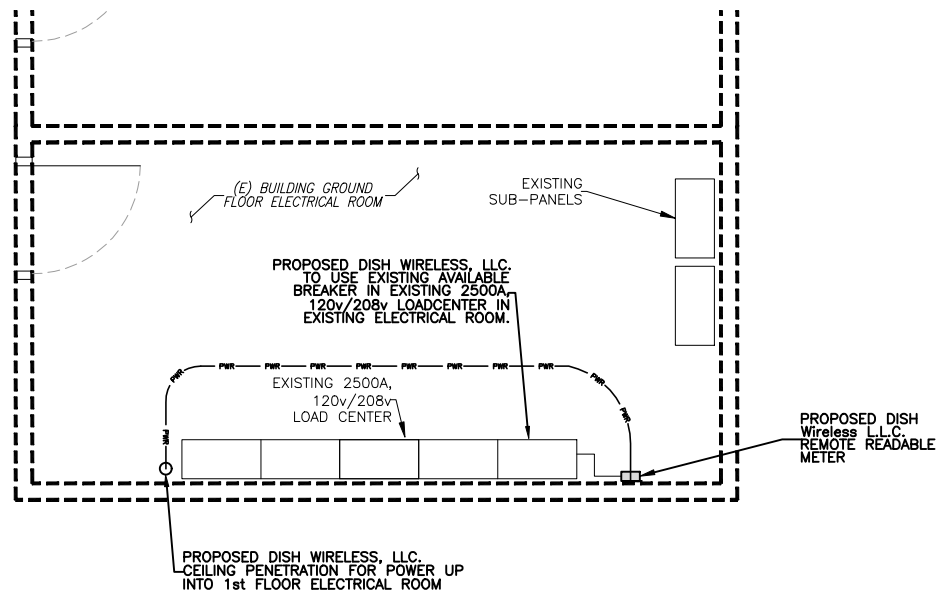 (E) BUILDING GROUND
FLOOR ELECTRICAL ROOM
EXISTING
SUB-PANELS
PROPOSED DISH WIRELESS, LLC.
TO USE EXISTING AVAILABLE
BREAKER IN EXISTING 2500A,
120v/208v LOADCENTER IN
EXISTING ELECTRICAL ROOM.
PWR
PWR
PWR
PWR
PWR
PWR
PWR
PWR
PWR
PWR
PWR
PWR
EXISTING 2500A,
120v/208v
LOAD CENTER
PROPOSED DISH
Wireless L.L.C.
REMOTE READABLE
METER
PROPOSED DISH WIRELESS, LLC.
CEILING PENETRATION FOR POWER UP
INTO 1st FLOOR ELECTRICAL ROOM